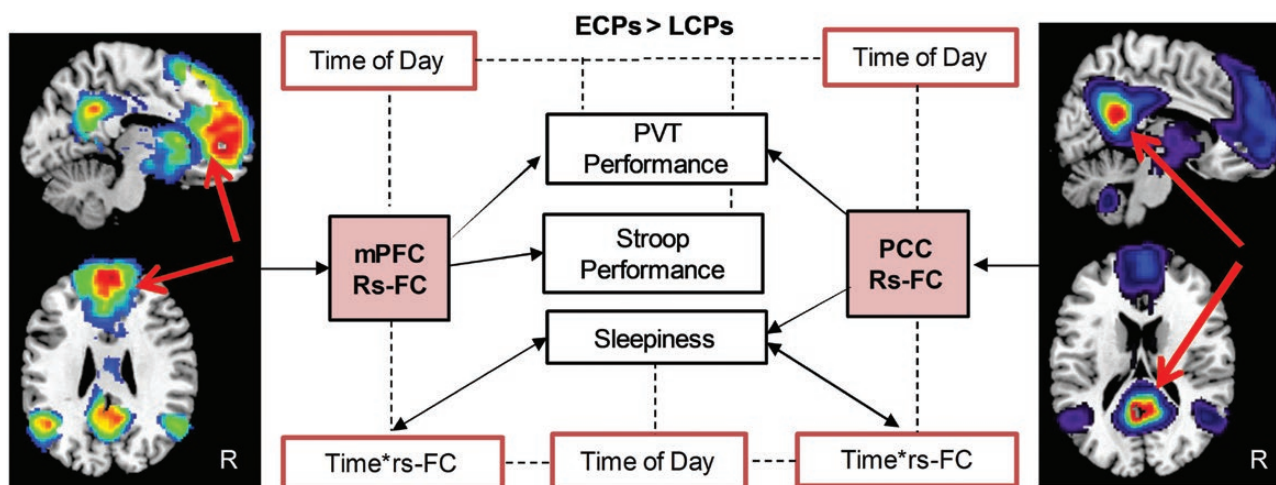 ECPs > LCPs
Time of Day
Time of Day
PVT
Performance
mPFC
Rs-FC
Stroop
Performance
PCC
Rs-FC
Sleepiness
R
Time*rs-FC
Time of Day
Time*rs-FC
R